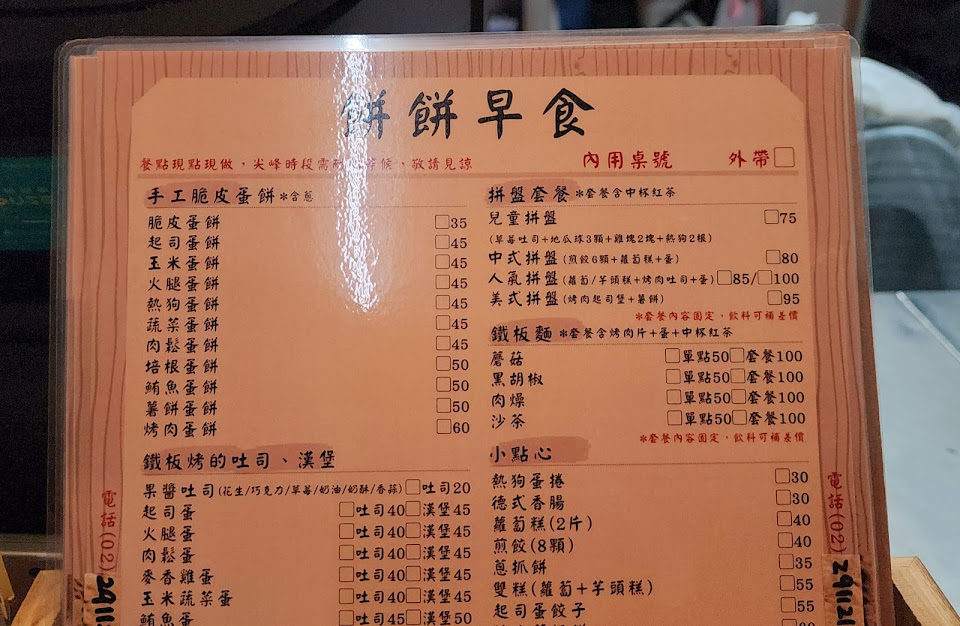 餅餅早食
餐點現點現做，尖峰時段需耐心等候，敬請見諒
內用桌號 外帶□
手工脆皮蛋餅 *含蔥
脆皮蛋餅 □35
起司蛋餅 □45
玉米蛋餅 □45
火腿蛋餅 □45
熱狗蛋餅 □45
蔬菜蛋餅 □45
肉鬆蛋餅 □45
培根蛋餅 □50
鮪魚蛋餅 □50
薯餅蛋餅 □50
烤肉蛋餅 □60
鐵板烤的吐司、漢堡
果醬吐司(花生/巧克力/草莓/奶油/奶酥/香蒜) □吐司20
起司蛋 □吐司40□漢堡45
火腿蛋 □吐司40□漢堡45
肉鬆蛋 □吐司40□漢堡45
麥香雞蛋 □吐司40□漢堡45
玉米蔬菜蛋 □吐司40□漢堡45
鮪魚蛋 □吐司45□漢堡50
拼盤套餐 *套餐含中杯紅茶
兒童拼盤 □75
(草莓吐司+地瓜球3顆+雞塊2塊+熱狗2根)
中式拼盤(煎餃6顆+蘿蔔糕+蛋) □80
人氣拼盤(蘿蔔/芋頭糕+烤肉吐司+蛋) □85/□100
美式拼盤(烤肉起司堡+薯餅) □95
*套餐內容固定，飲料可補差價
鐵板麵 *套餐含烤肉片+蛋+中杯紅茶
蘑菇 □單點50□套餐100
黑胡椒 □單點50□套餐100
肉燥 □單點50□套餐100
沙茶 □單點50□套餐100
*套餐內容固定，飲料可補差價
小點心
熱狗蛋捲 □30
德式香腸 □30
蘿蔔糕(2片) □40
煎餃(8顆) □40
蔥抓餅 □35
雙糕(蘿蔔+芋頭糕) □55
起司蛋餃子 □55
電話(02)
2911
電話(02)
29112